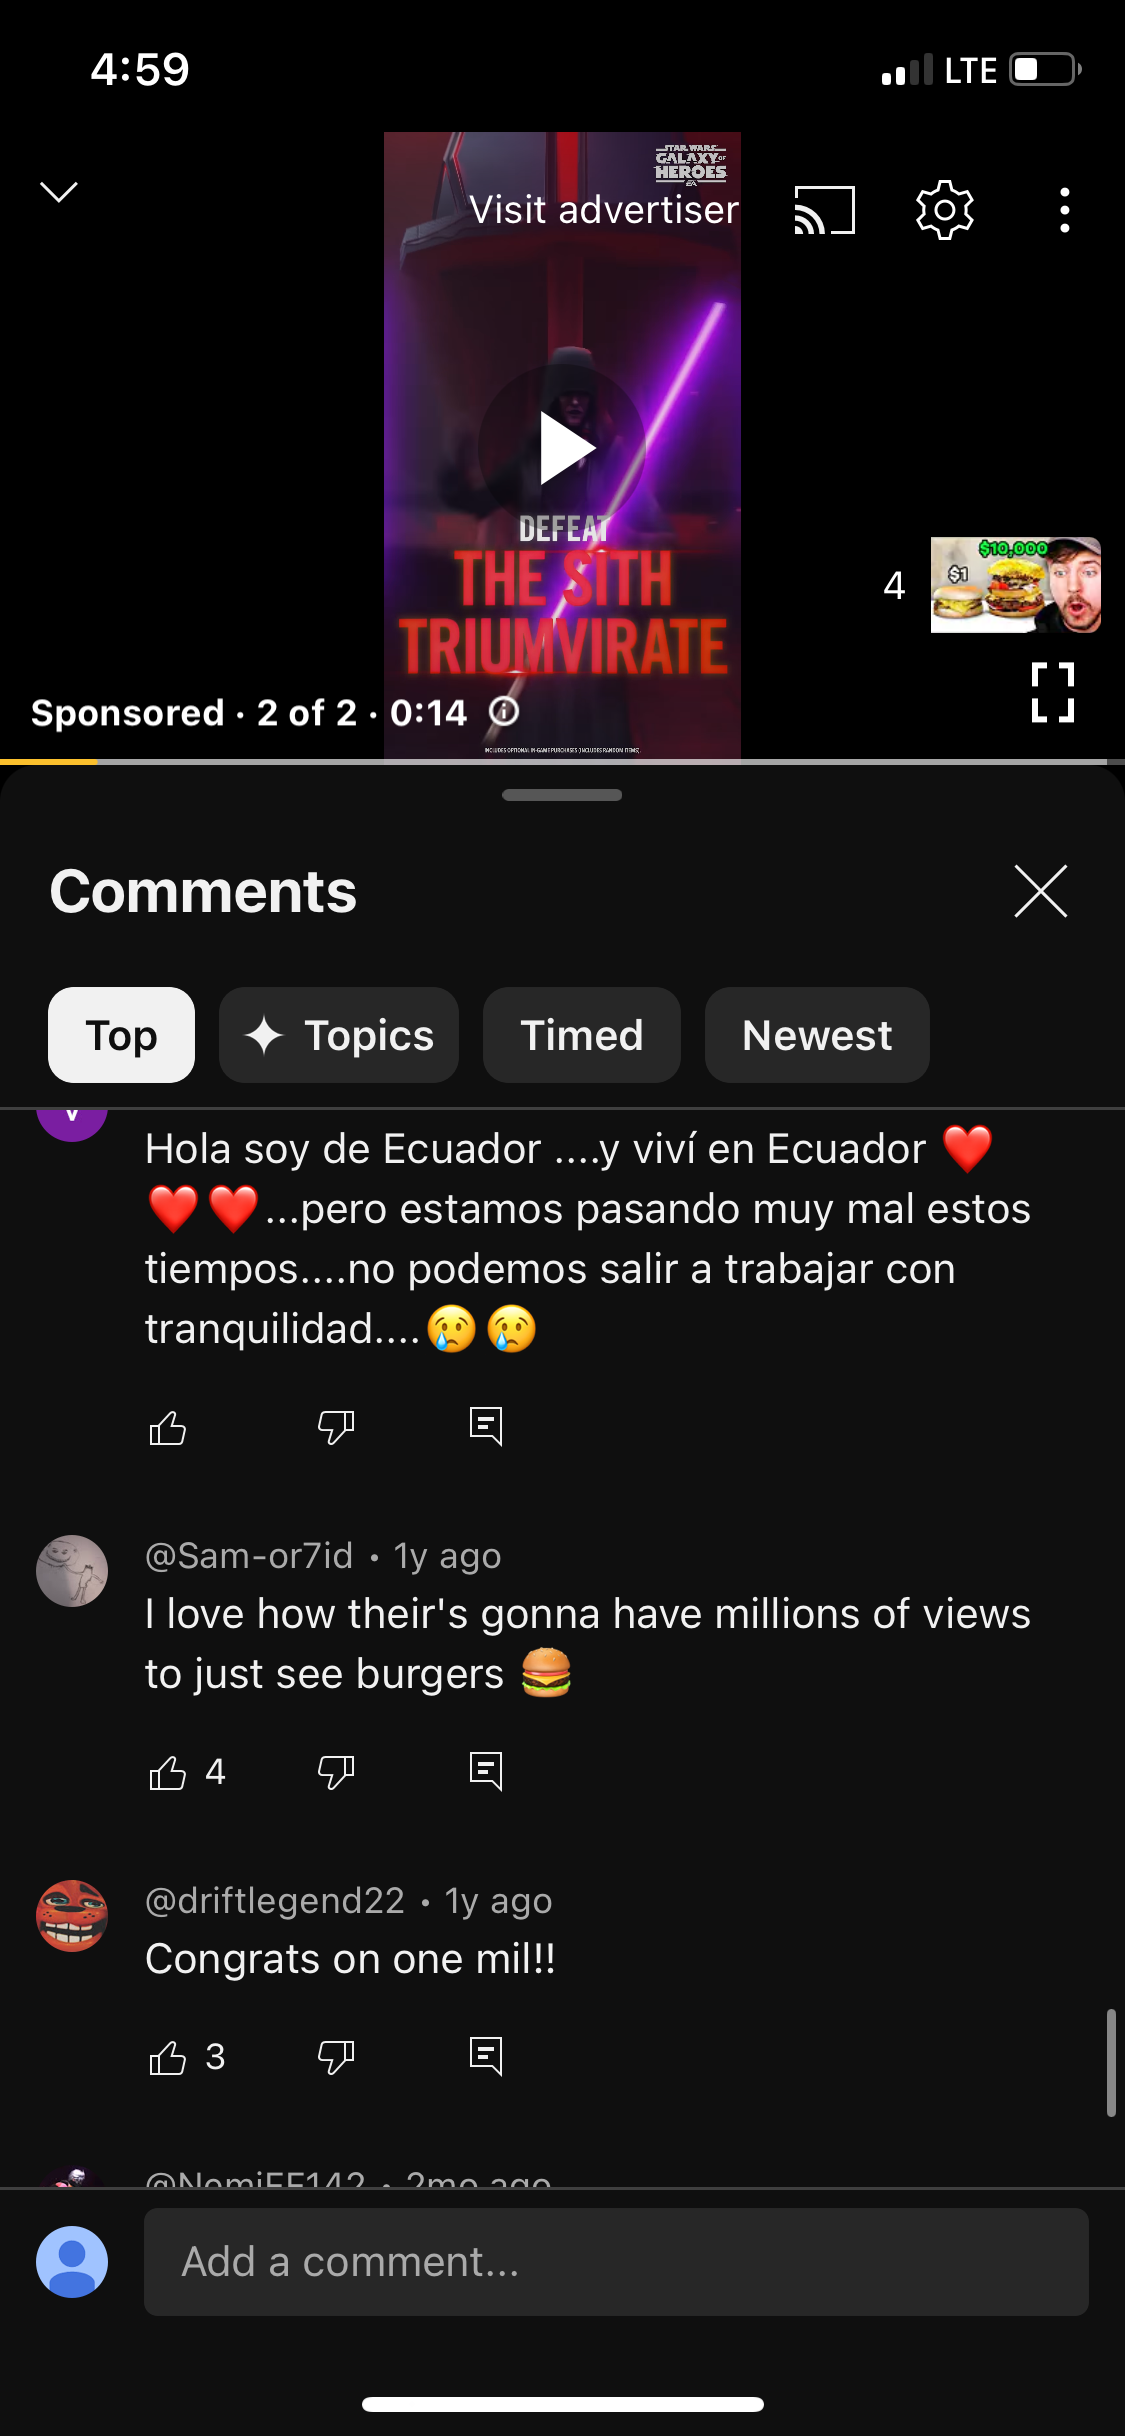 4:59
LTE
STAR WARS
GALAXY OF
HEROES
EA
Visit advertiser
DEFEAT
THE SITH
TRIUMVIRATE
$10,000
$1
4
Sponsored · 2 of 2 · 0:14
INCLUDES OPTIONAL IN-GAME PURCHASES (INCLUDES RANDOM ITEMS).
Comments
Top
Topics
Timed
Newest
V
Hola soy de Ecuador ....y viví en Ecuador ❤️
❤️❤️...pero estamos pasando muy mal estos
tiempos....no podemos salir a trabajar con
tranquilidad....😢😢
@Sam-or7id · 1y ago
I love how their's gonna have millions of views
to just see burgers 🍔
4
@driftlegend22 · 1y ago
Congrats on one mil!!
3
@NomiEE142 · 2mo ago
Add a comment...